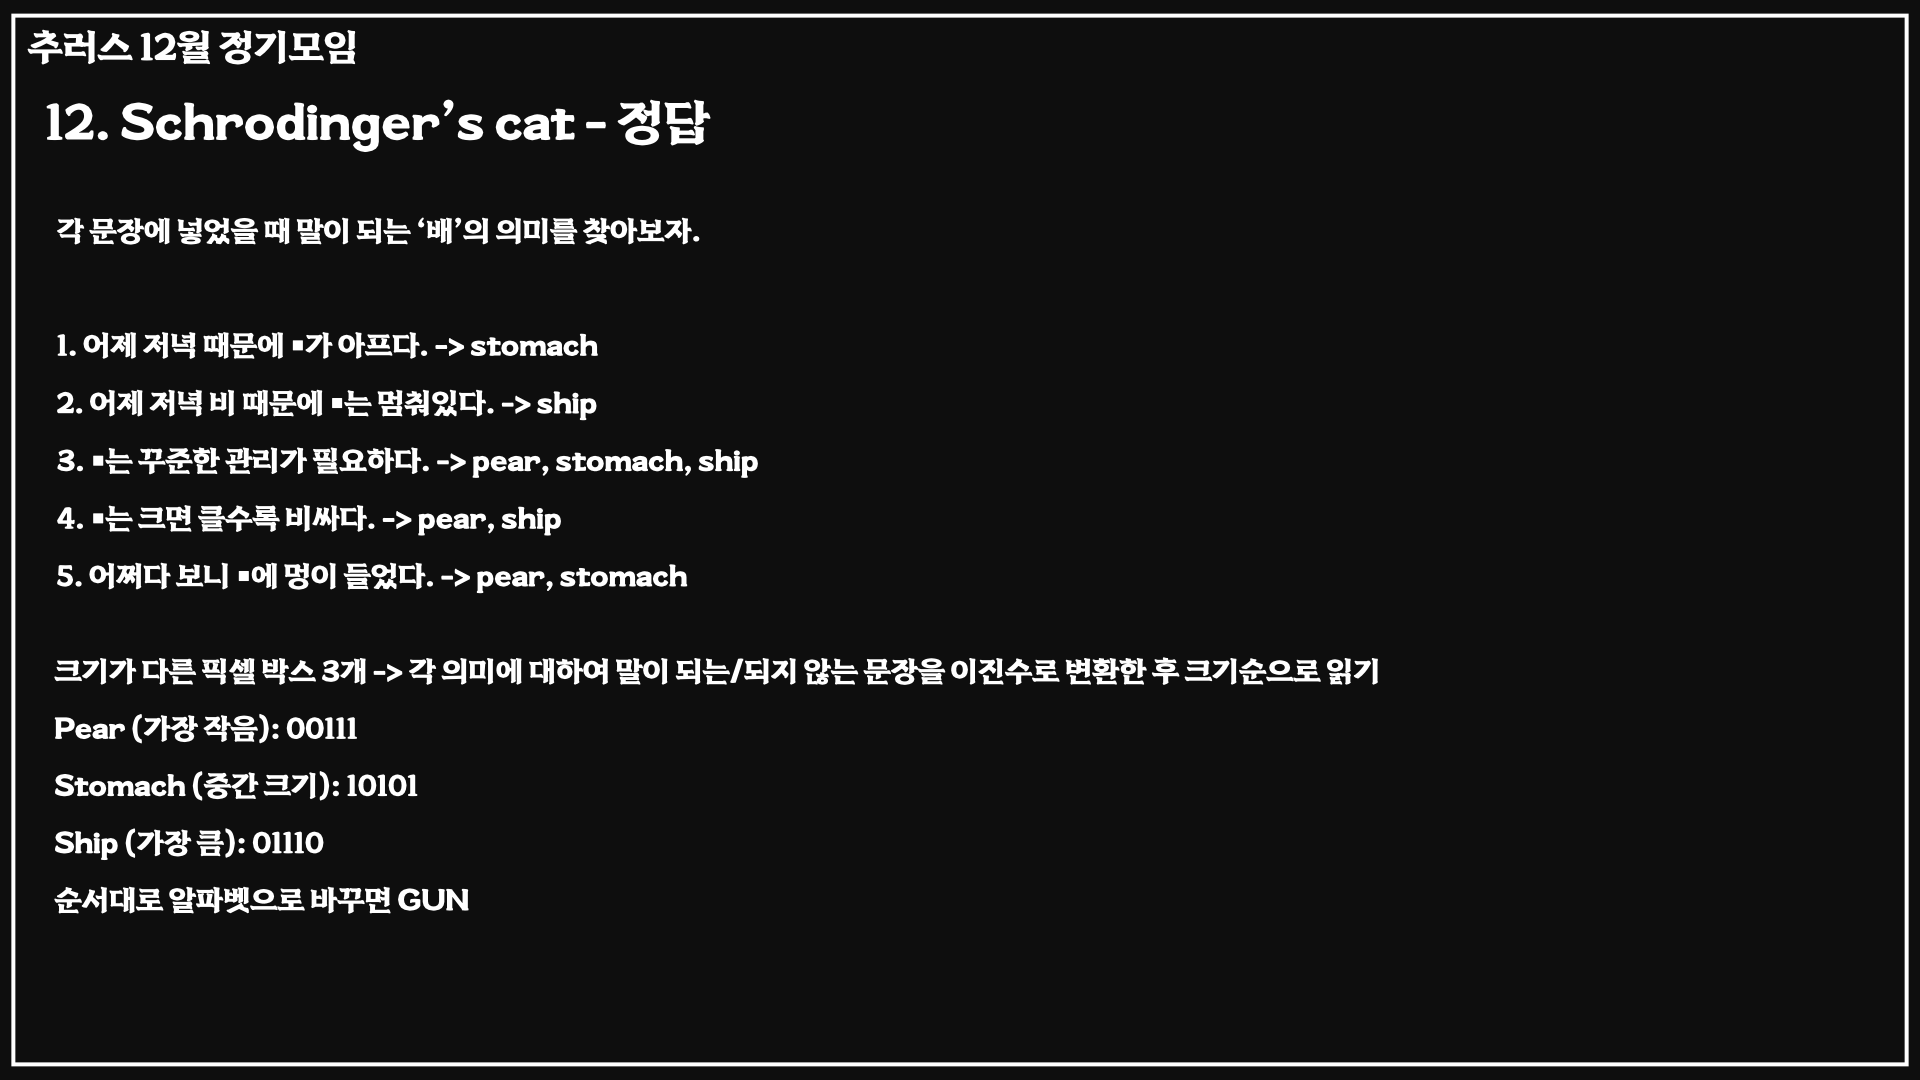 추러스 12월 정기모임
12. Schrodinger’s cat - 정답
각 문장에 넣었을 때 말이 되는 ‘배’의 의미를 찾아보자.
1. 어제 저녁 때문에 ▪가 아프다. -> stomach
2. 어제 저녁 비 때문에 ▪는 멈춰있다. -> ship
3. ▪는 꾸준한 관리가 필요하다. -> pear, stomach, ship
4. ▪는 크면 클수록 비싸다. -> pear, ship
5. 어쩌다 보니 ▪에 멍이 들었다. -> pear, stomach
크기가 다른 픽셀 박스 3개 -> 각 의미에 대하여 말이 되는/되지 않는 문장을 이진수로 변환한 후 크기순으로 읽기
Pear (가장 작음): 00111
Stomach (중간 크기): 10101
Ship (가장 큼): 01110
순서대로 알파벳으로 바꾸면 GUN